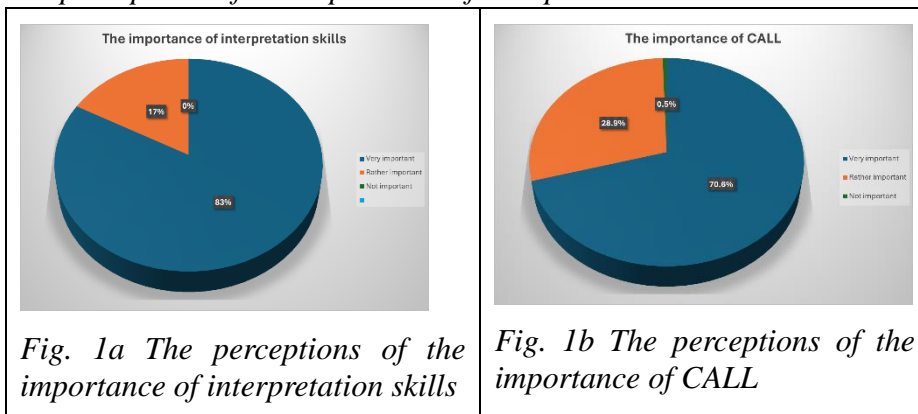 The importance of interpretation skills
17%
0%
83%
Very important
Rather important
Not important
Fig. 1a The perceptions of the
importance of interpretation skills
The importance of CALL
0.5%
28.9%
70.6%
Very important
Rather important
Not important
Fig. 1b The perceptions of the
importance of CALL